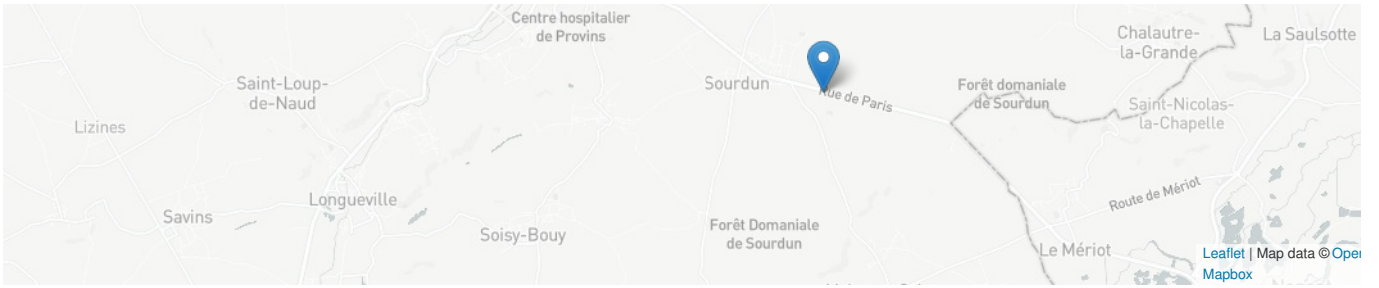 Centre hospitalier
de Provins
Chalautre-
la-Grande
La Saulsotte
Saint-Loup-
de-Naud
Sourdun
Rue de Paris
Forêt domaniale
de Sourdun
Saint-Nicolas-
la-Chapelle
Lizines
Longueville
Route de Mériot
Savins
Soisy-Bouy
Forêt Domaniale
de Sourdun
Le Mériot
Leaflet | Map data © Open
Mapbox